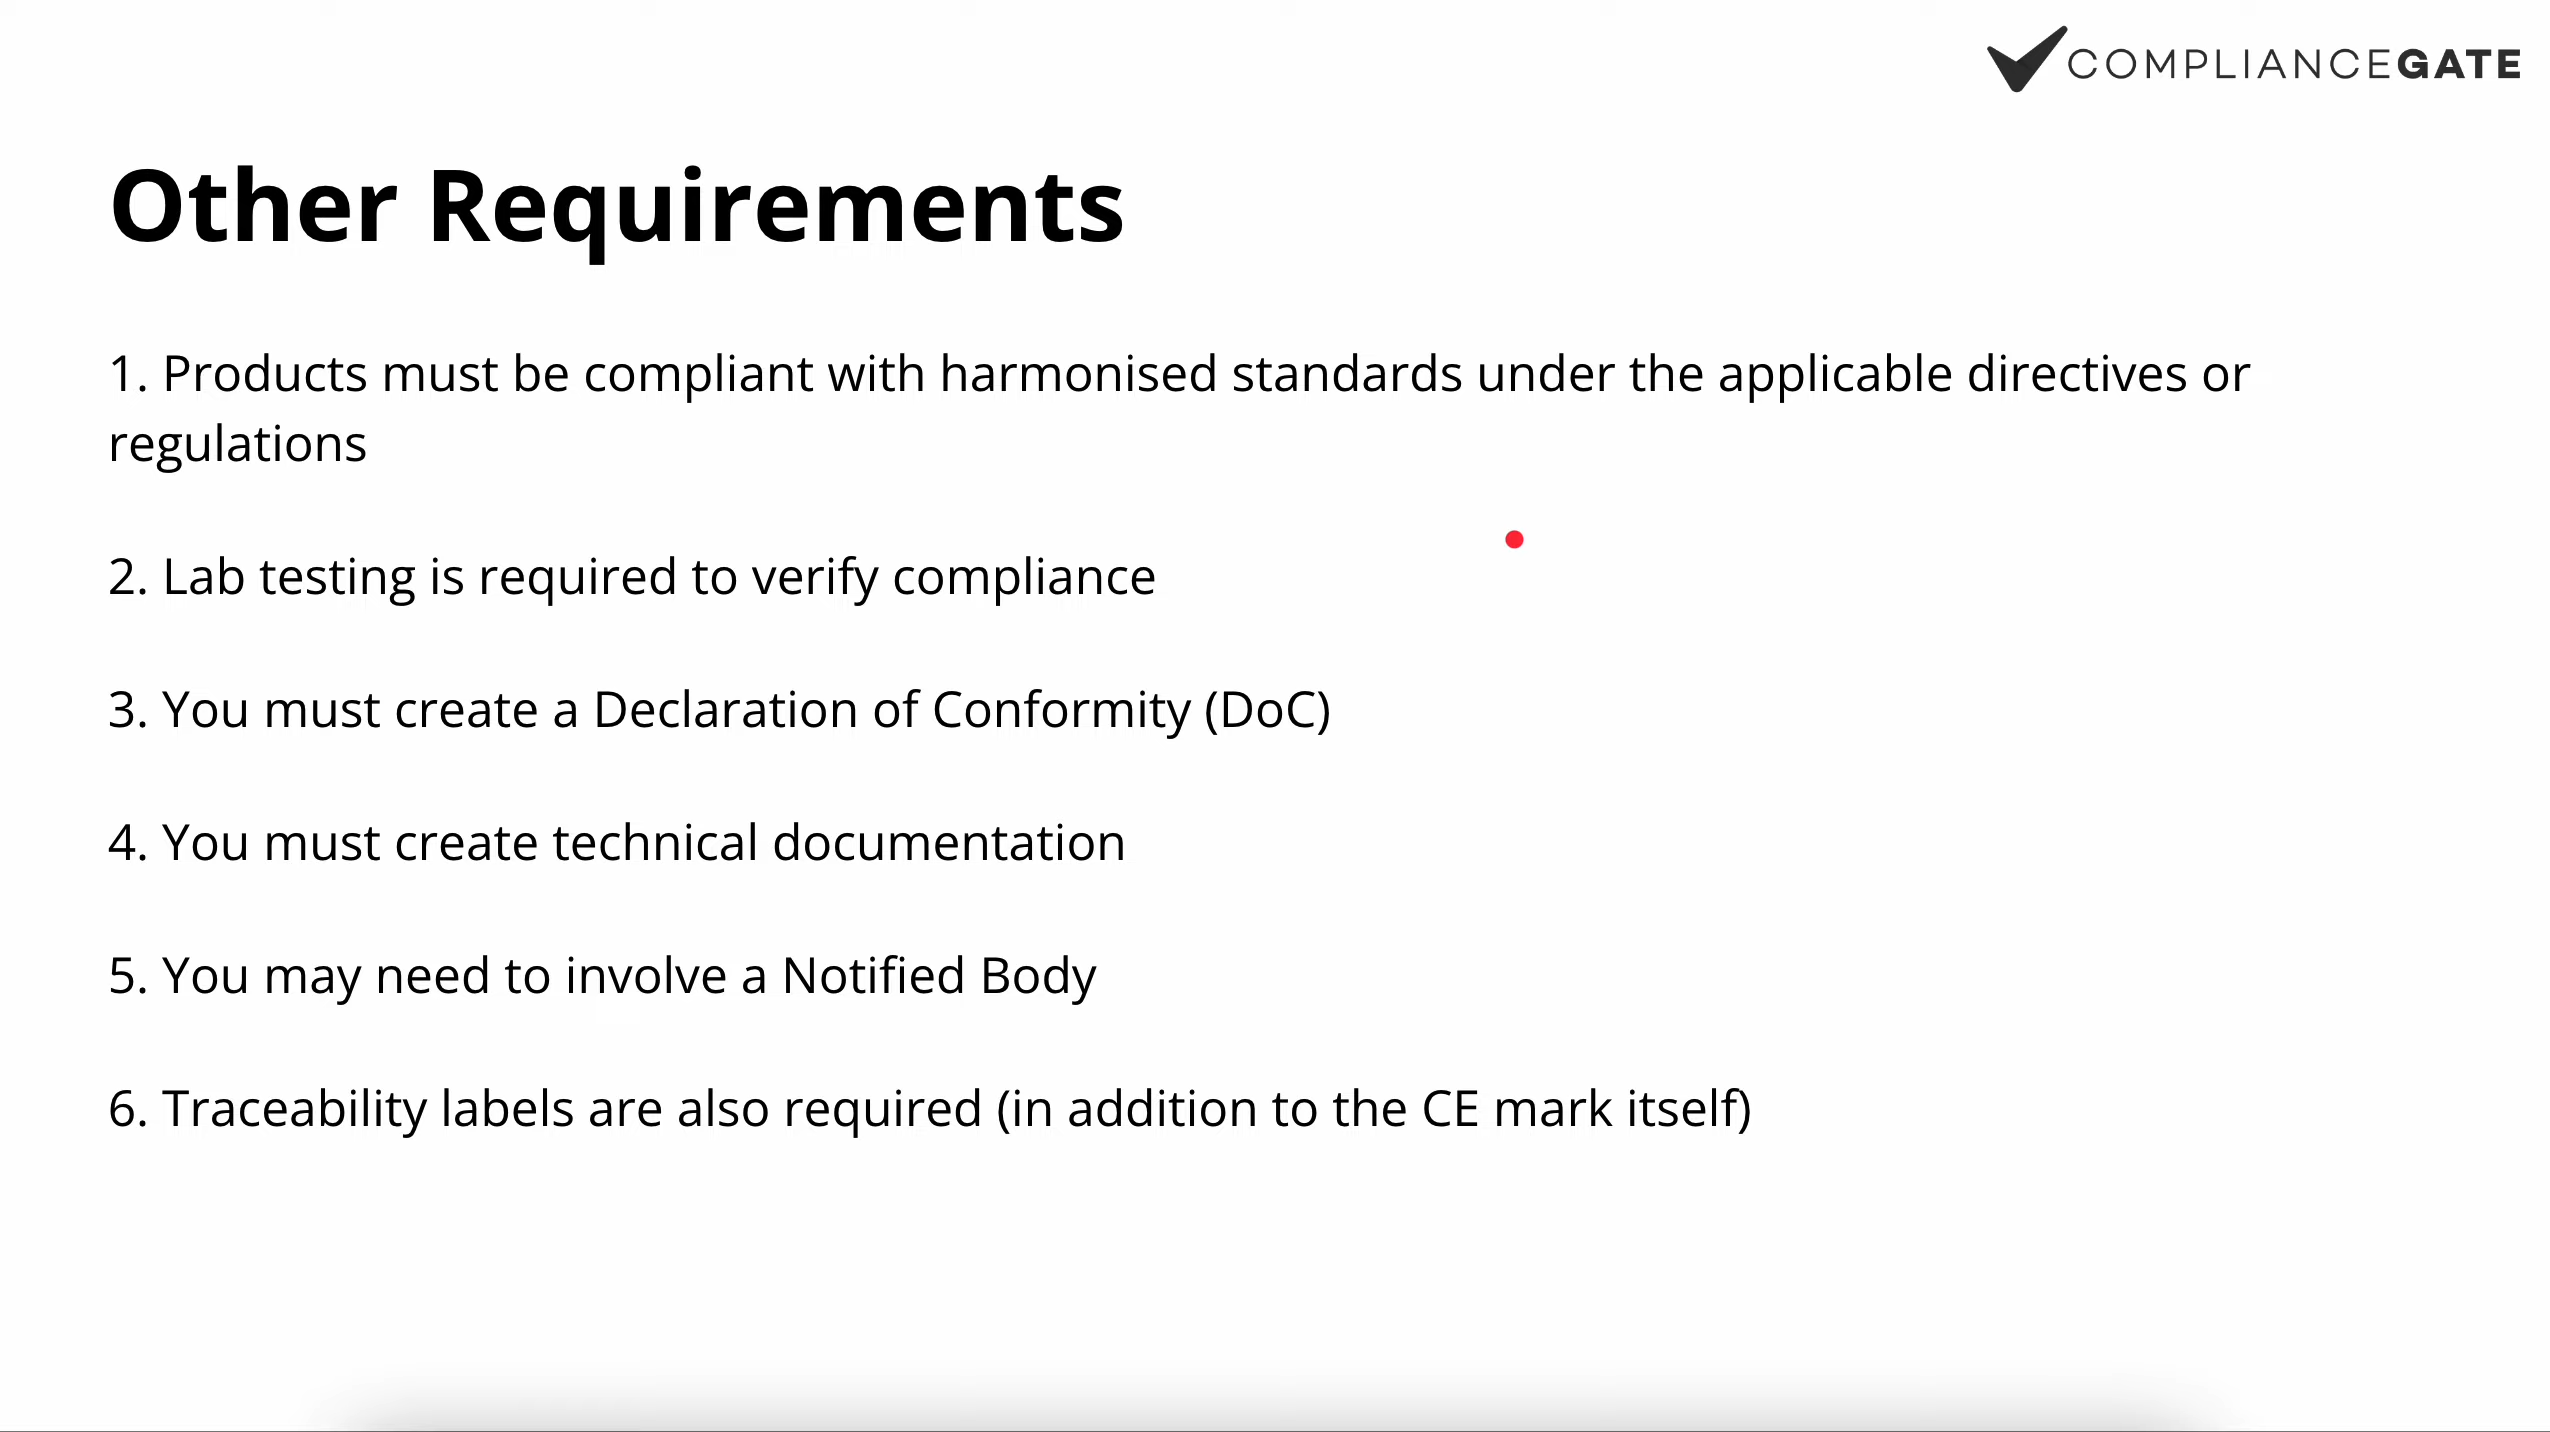 COMPLIANCEGATE
Other Requirements
1. Products must be compliant with harmonised standards under the applicable directives or
regulations
2. Lab testing is required to verify compliance
3. You must create a Declaration of Conformity (DoC)
4. You must create technical documentation
5. You may need to involve a Notified Body
6. Traceability labels are also required (in addition to the CE mark itself)